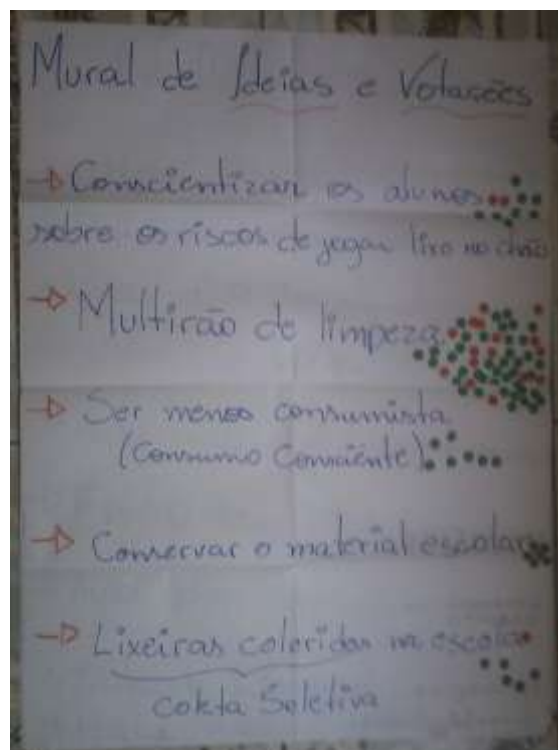 Mural de Ideias e Votações
Conscientizar os alunos
sobre os riscos de jogar lixo no chão
Multirão de limpeza
Ser menos consumista
(Consumo Consciente)
Conservar o material escolar
Lixeiras coloridas na escola
coleta Seletiva